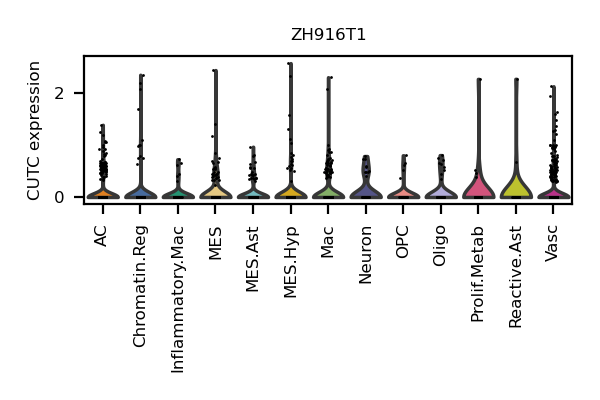 ZH916T1
CUTC expression
2
0
AC
Chromatin.Reg
Inflammatory.Mac
MES
MES.Ast
MES.Hyp
Mac
Neuron
OPC
Oligo
Prolif.Metab
Reactive.Ast
Vasc